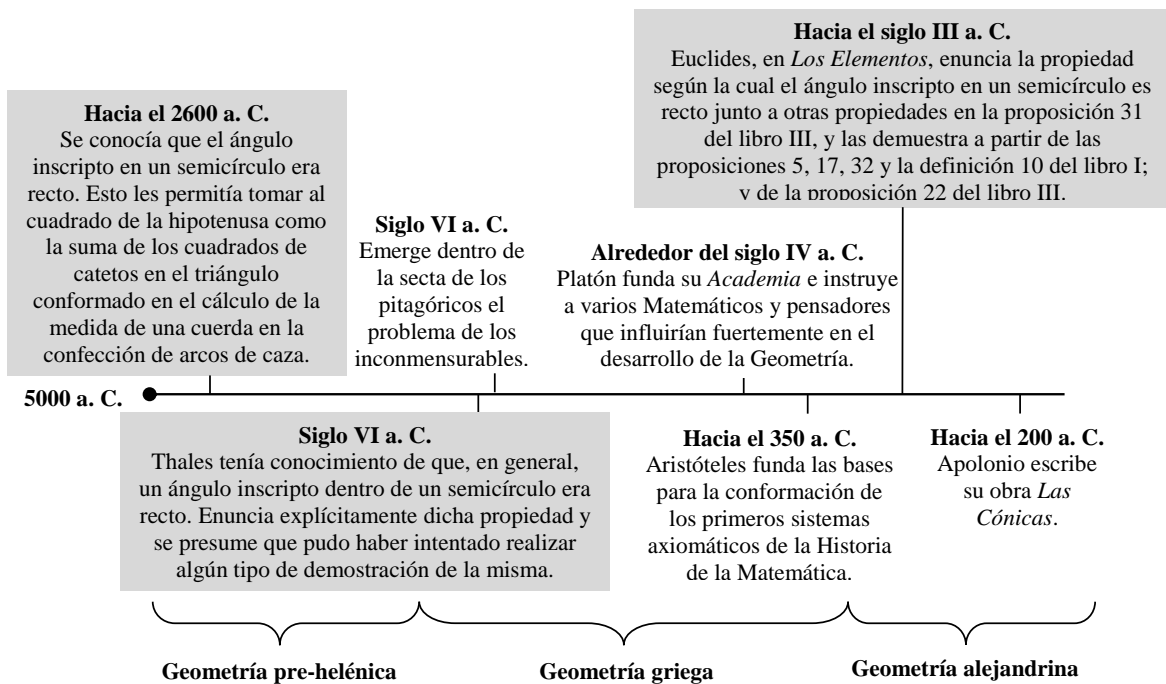 Hacia el siglo III a. C.
Euclides, en Los Elementos, enuncia la propiedad
según la cual el ángulo inscripto en un semicírculo es
recto junto a otras propiedades en la proposición 31
del libro III, y las demuestra a partir de las
proposiciones 5, 17, 32 y la definición 10 del libro I;
y de la proposición 22 del libro III.
Hacia el 2600 a. C.
Se conocía que el ángulo
inscripto en un semicírculo era
recto. Esto les permitía tomar al
cuadrado de la hipotenusa como
la suma de los cuadrados de
catetos en el triángulo
conformado en el cálculo de la
medida de una cuerda en la
confección de arcos de caza.
Siglo VI a. C.
Emerge dentro de
la secta de los
pitagóricos el
problema de los
inconmensurables.
Alrededor del siglo IV a. C.
Platón funda su Academia e instruye
a varios Matemáticos y pensadores
que influirían fuertemente en el
desarrollo de la Geometría.
5000 a. C.
Siglo VI a. C.
Thales tenía conocimiento de que, en general,
un ángulo inscripto dentro de un semicírculo era
recto. Enuncia explícitamente dicha propiedad y
se presume que pudo haber intentado realizar
algún tipo de demostración de la misma.
Hacia el 350 a. C.
Aristóteles funda las bases
para la conformación de
los primeros sistemas
axiomáticos de la Historia
de la Matemática.
Hacia el 200 a. C.
Apolonio escribe
su obra Las
Cónicas.
Geometría pre-helénica
Geometría griega
Geometría alejandrina